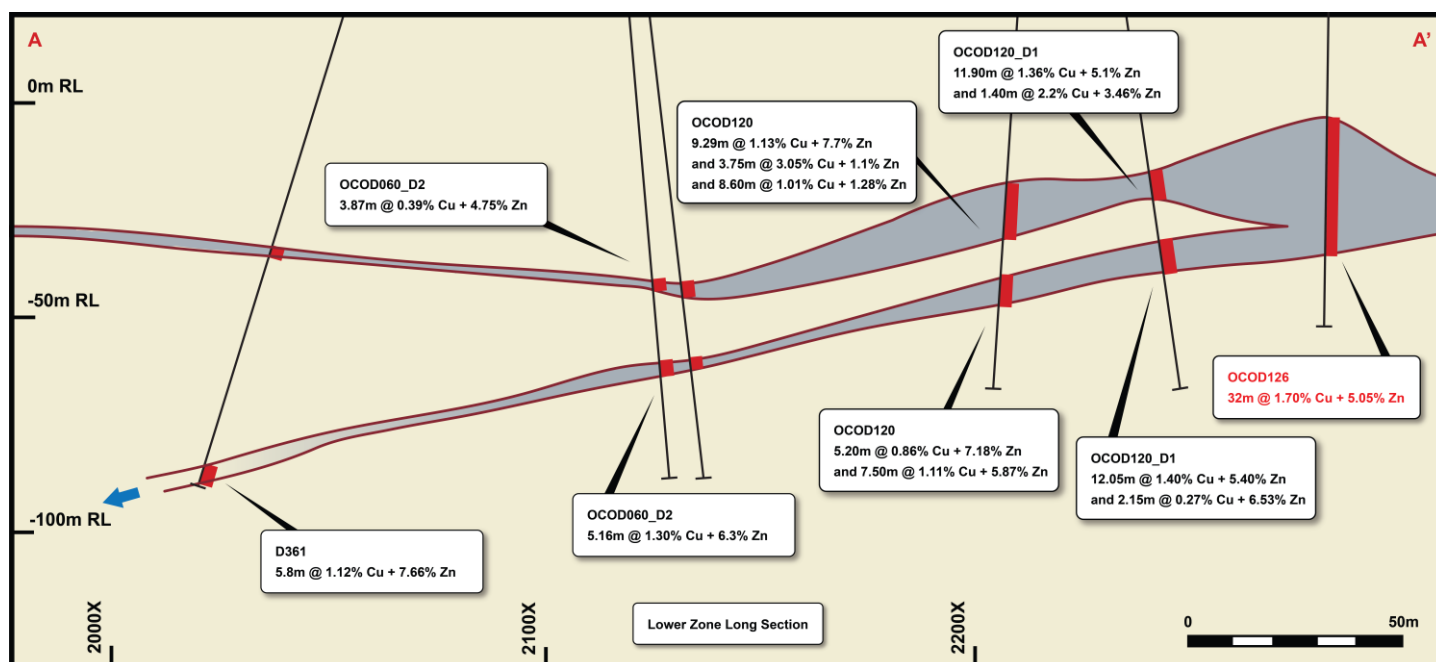 A
A'
0m RL
OCOD120_D1
11.90m @ 1.36% Cu + 5.1% Zn
and 1.40m @ 2.2% Cu + 3.46% Zn
OCOD120
9.29m @ 1.13% Cu + 7.7% Zn
and 3.75m @ 3.05% Cu + 1.1% Zn
and 8.60m @ 1.01% Cu + 1.28% Zn
OCOD060_D2
3.87m @ 0.39% Cu + 4.75% Zn
-50m RL
OCOD126
32m @ 1.70% Cu + 5.05% Zn
OCOD120
5.20m @ 0.86% Cu + 7.18% Zn
and 7.50m @ 1.11% Cu + 5.87% Zn
OCOD120_D1
12.05m @ 1.40% Cu + 5.40% Zn
and 2.15m @ 0.27% Cu + 6.53% Zn
OCOD060_D2
5.16m @ 1.30% Cu + 6.3% Zn
-100m RL
D361
5.8m @ 1.12% Cu + 7.66% Zn
2000X
2100X
Lower Zone Long Section
2200X
0
50m